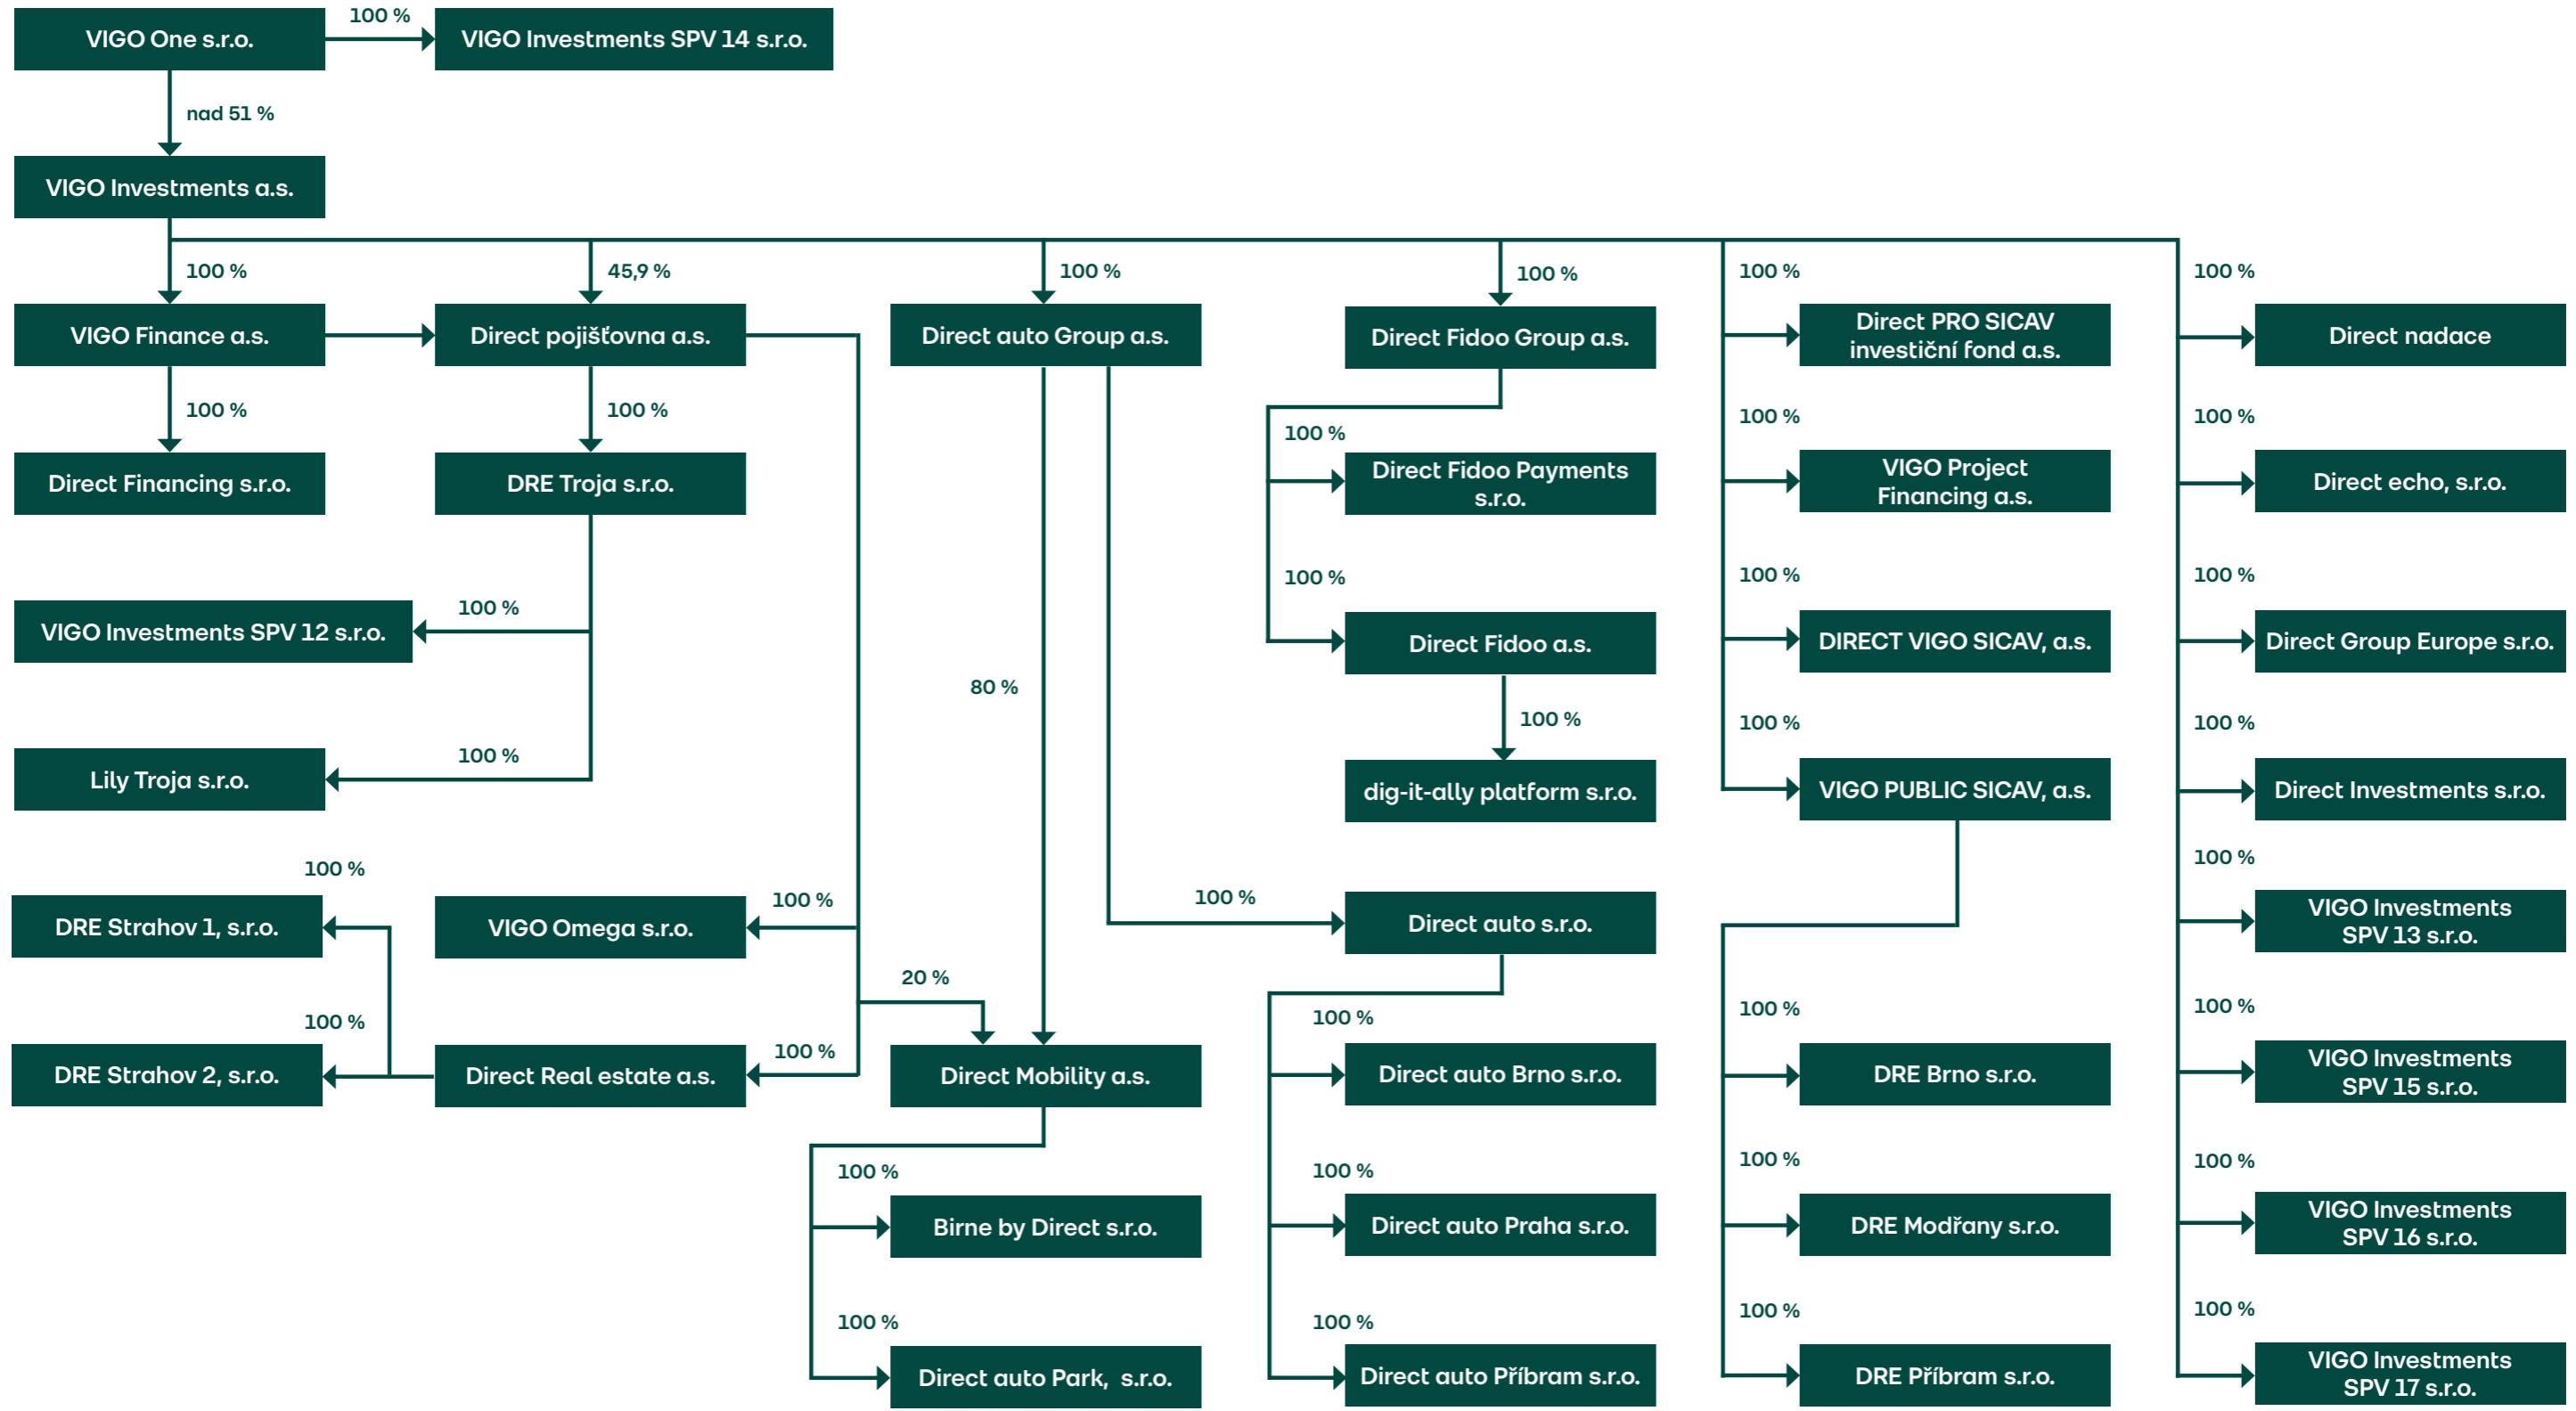 100 %
VIGO One s.r.o.
VIGO Investments SPV 14 s.r.o.
nad 51 %
VIGO Investments a.s.
100 %
45,9 %
100 %
100 %
100 %
100 %
VIGO Finance a.s.
Direct pojišťovna a.s.
Direct auto Group a.s.
Direct Fidoo Group a.s.
Direct PRO SICAV
investiční fond a.s.
Direct nadace
100 %
100 %
100 %
100 %
100 %
Direct Financing s.r.o.
DRE Troja s.r.o.
Direct Fidoo Payments
s.r.o.
VIGO Project
Financing a.s.
Direct echo, s.r.o.
100 %
100 %
100 %
100 %
VIGO Investments SPV 12 s.r.o.
Direct Fidoo a.s.
DIRECT VIGO SICAV, a.s.
Direct Group Europe s.r.o.
80 %
100 %
100 %
100 %
100 %
Lily Troja s.r.o.
dig-it-ally platform s.r.o.
VIGO PUBLIC SICAV, a.s.
Direct Investments s.r.o.
100 %
100 %
100 %
100 %
DRE Strahov 1, s.r.o.
VIGO Omega s.r.o.
Direct auto s.r.o.
VIGO Investments
SPV 13 s.r.o.
20 %
100 %
100 %
100 %
100 %
100 %
DRE Strahov 2, s.r.o.
Direct Real estate a.s.
Direct Mobility a.s.
Direct auto Brno s.r.o.
DRE Brno s.r.o.
VIGO Investments
SPV 15 s.r.o.
100 %
100 %
100 %
100 %
Birne by Direct s.r.o.
Direct auto Praha s.r.o.
DRE Modřany s.r.o.
VIGO Investments
SPV 16 s.r.o.
100 %
100 %
100 %
100 %
Direct auto Park, s.r.o.
Direct auto Příbram s.r.o.
DRE Příbram s.r.o.
VIGO Investments
SPV 17 s.r.o.